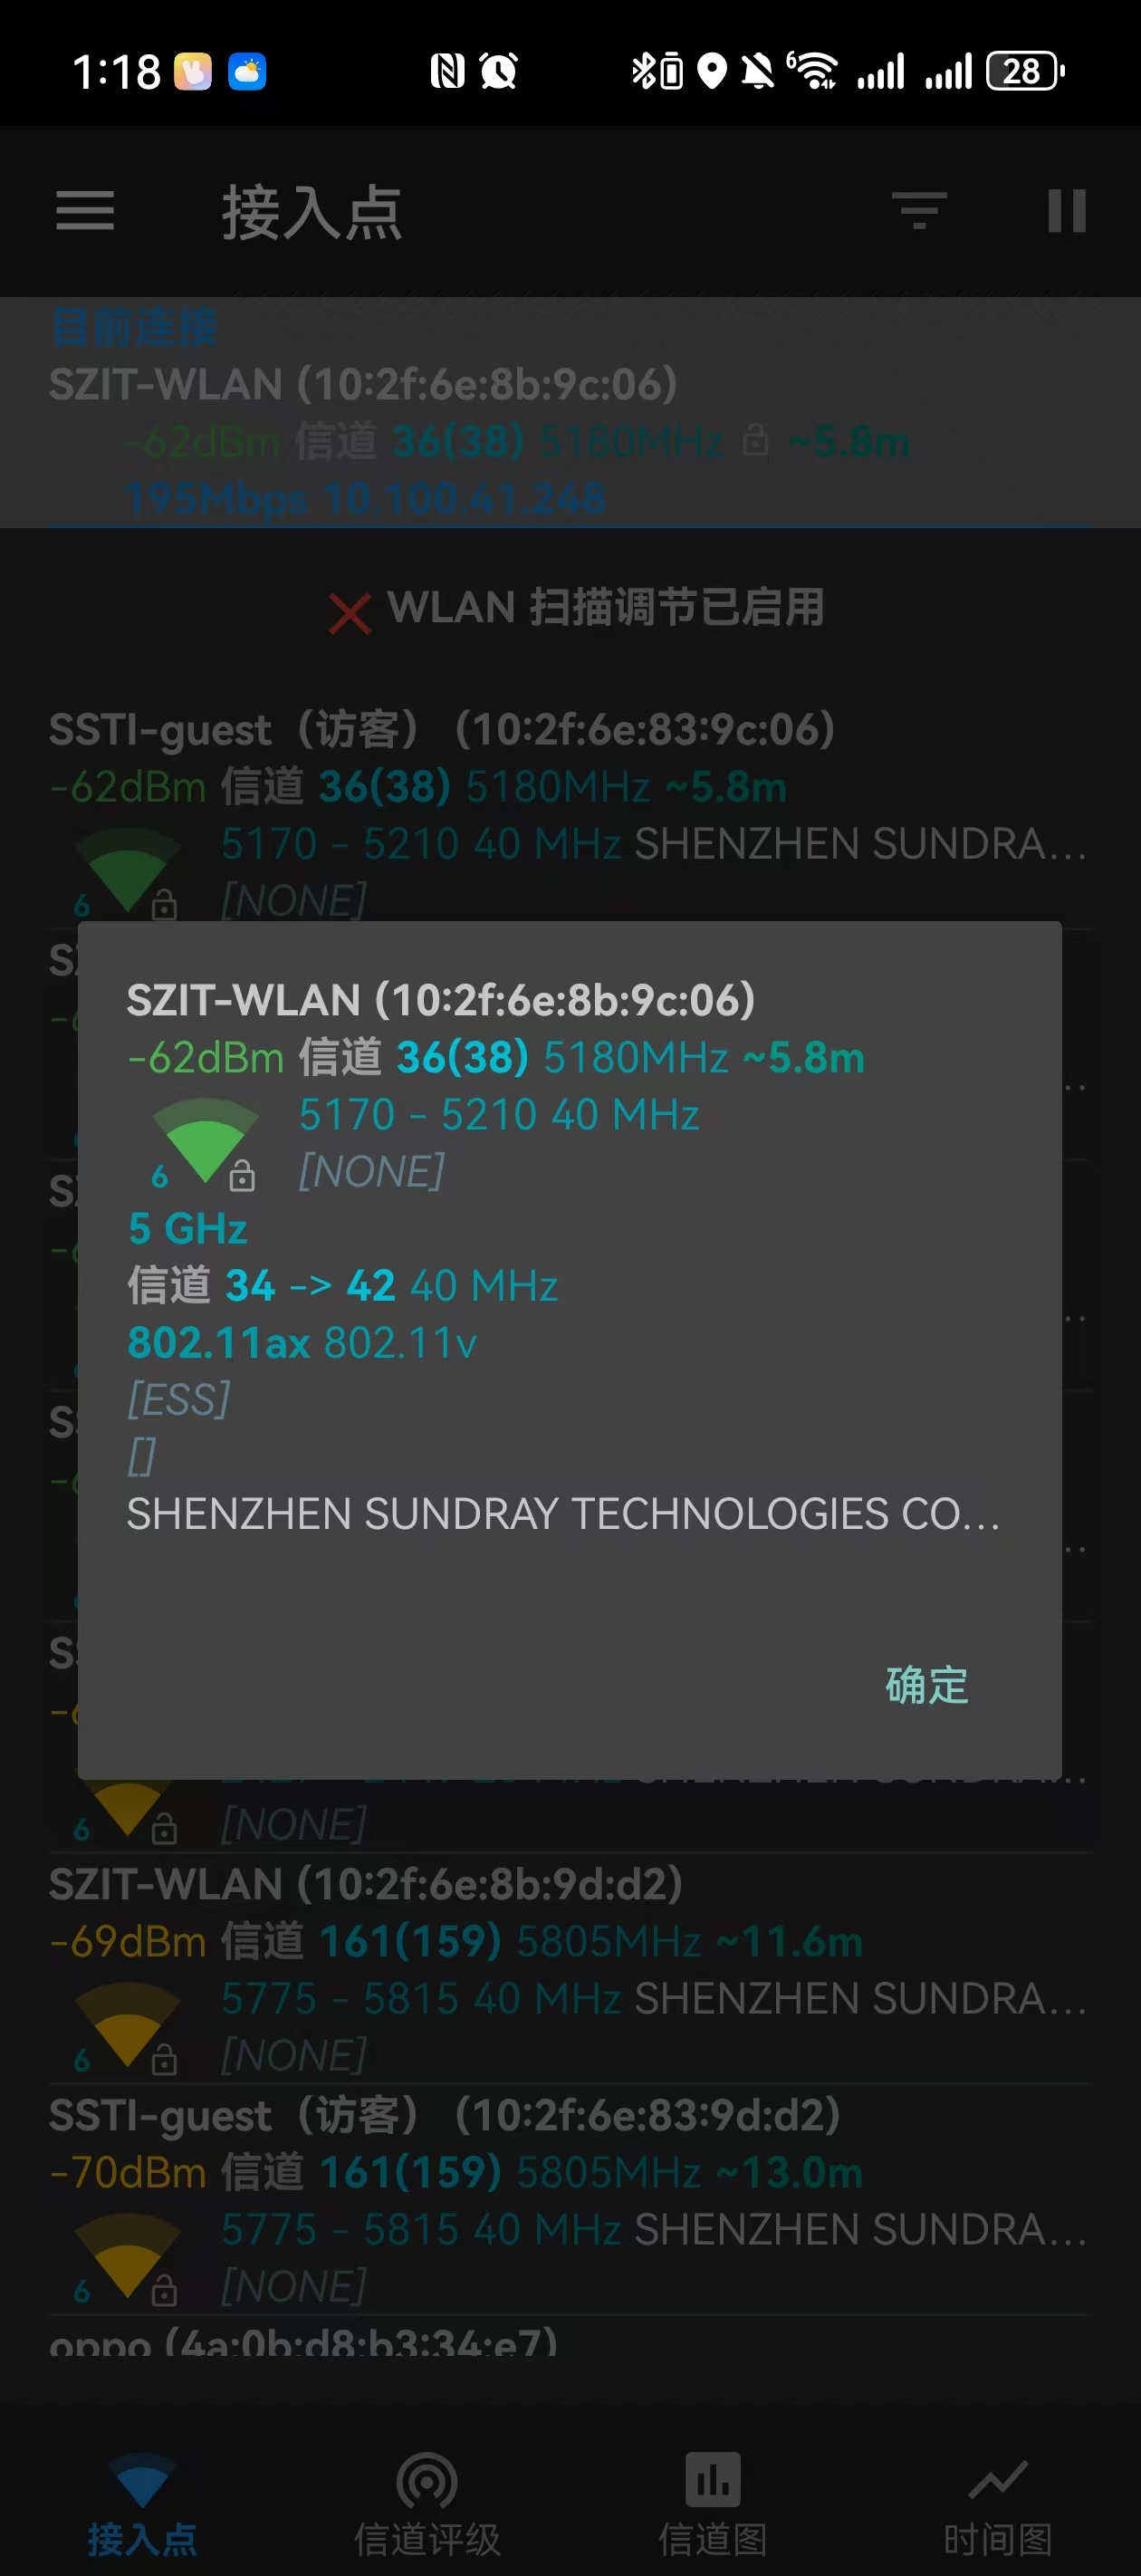 1:18
6
28
接入点
目前连接
SZIT-WLAN (10:2f:6e:8b:9c:06)
-62dBm 信道 36(38) 5180MHz ~5.8m
195Mbps 10.100.41.248
WLAN 扫描调节已启用
SSTI-guest（访客） (10:2f:6e:83:9c:06)
-62dBm 信道 36(38) 5180MHz ~5.8m
5170 - 5210 40 MHz SHENZHEN SUNDRA...
6 [NONE]
SZIT-WLAN (10:2f:6e:8b:9c:06)
-62dBm 信道 36(38) 5180MHz ~5.8m
5170 - 5210 40 MHz
6 [NONE]
5 GHz
信道 34 -> 42 40 MHz
802.11ax 802.11v
[ESS]
[]
SHENZHEN SUNDRAY TECHNOLOGIES CO...
确定
6 [NONE]
SZIT-WLAN (10:2f:6e:8b:9d:d2)
-69dBm 信道 161(159) 5805MHz ~11.6m
5775 - 5815 40 MHz SHENZHEN SUNDRA...
6 [NONE]
SSTI-guest（访客） (10:2f:6e:83:9d:d2)
-70dBm 信道 161(159) 5805MHz ~13.0m
5775 - 5815 40 MHz SHENZHEN SUNDRA...
6 [NONE]
oppo (4a:0b:d8:b3:34:e7)
接入点
信道评级
信道图
时间图